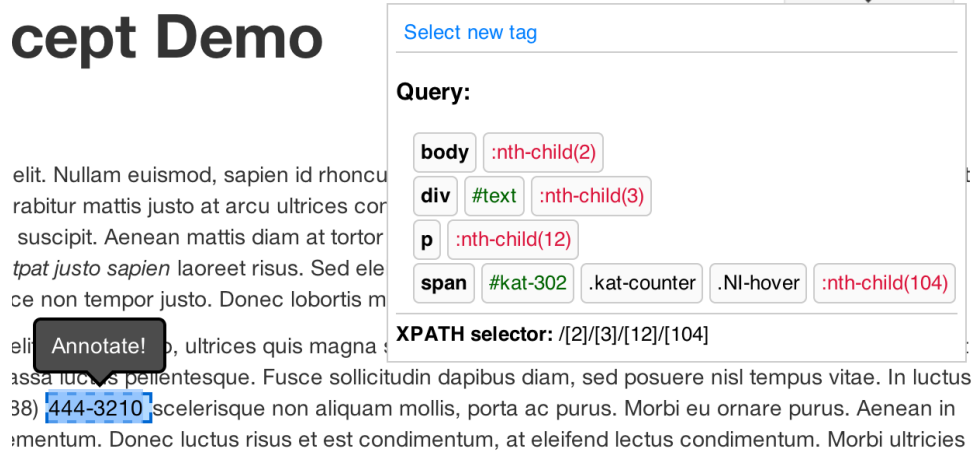 cept Demo
Select new tag
Query:
body :nth-child(2)
div #text :nth-child(3)
p :nth-child(12)
span #kat-302 .kat-counter .NI-hover :nth-child(104)
XPATH selector: /[2]/[3]/[12]/[104]
elit. Nullam euismod, sapien id rhoncu
rabitur mattis justo at arcu ultrices cor
suscipit. Aenean mattis diam at tortor
tpat justo sapien laoreet risus. Sed ele
ce non tempor justo. Donec lobortis m
Annotate!
, ultrices quis magna
pellentesque. Fusce sollicitudin dapibus diam, sed posuere nisl tempus vitae. In luctus
38) 444-3210 scelerisque non aliquam mollis, porta ac purus. Morbi eu ornare purus. Aenean in
ementum. Donec luctus risus et est condimentum, at eleifend lectus condimentum. Morbi ultricies